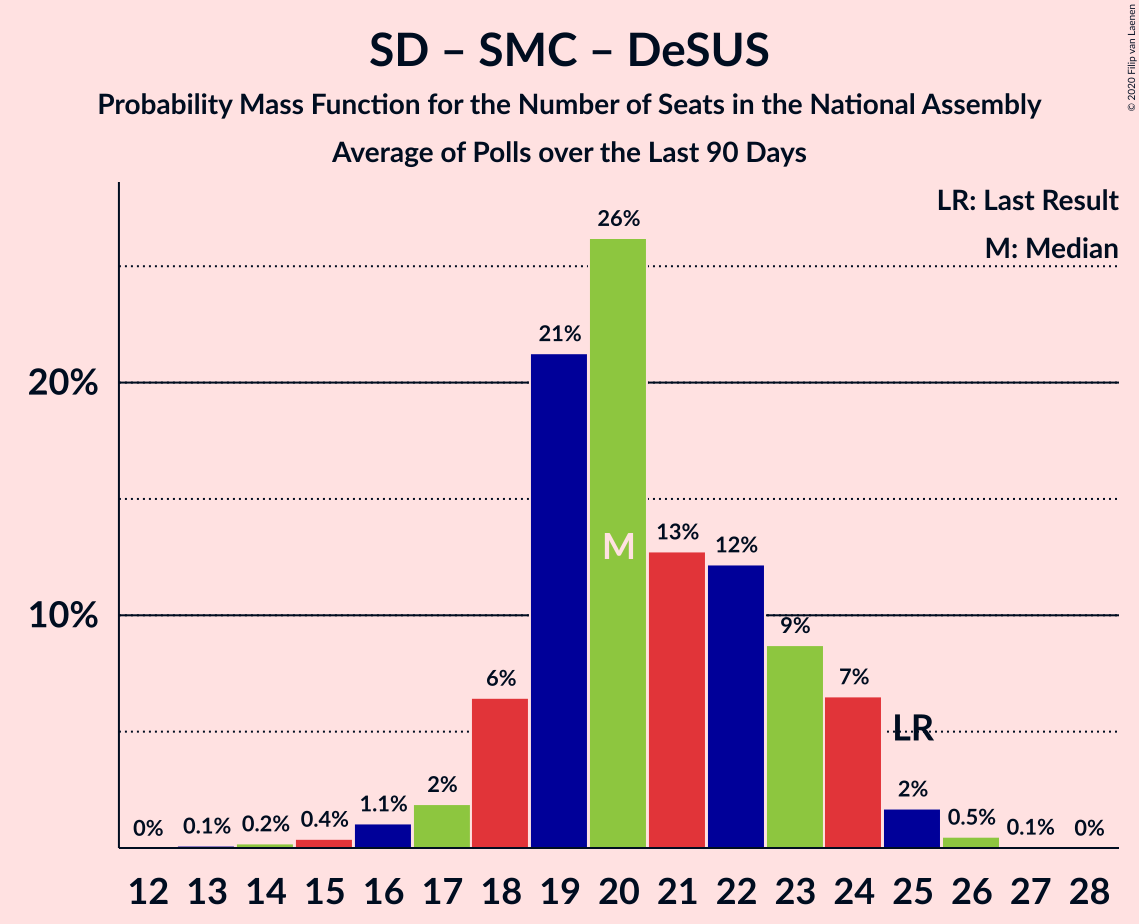 SD – SMC – DeSUS
Probability Mass Function for the Number of Seats in the National Assembly
Average of Polls over the Last 90 Days
© 2020 Filip van Laenen
LR: Last Result
M: Median
26%
21%
20%
13%
12%
M
10%
9%
6%
7%
LR
2%
2%
1.1%
0%
0.1%
0.2%
0.4%
0.5%
0.1%
0%
12 13 14 15 16 17 18 19 20 21 22 23 24 25 26 27 28